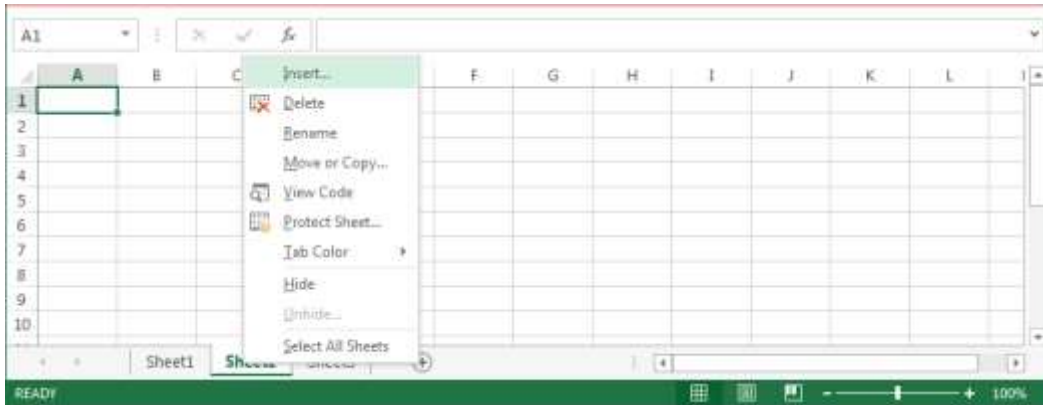 A1 fx
A B C F G H I J K L
1
Insert...
2
Delete
3
Rename
4
Move or Copy...
5
View Code
6
Protect Sheet...
7
Tab Color
8
Hide
9
Unhide...
10
Select All Sheets
Sheet1
READY 100%